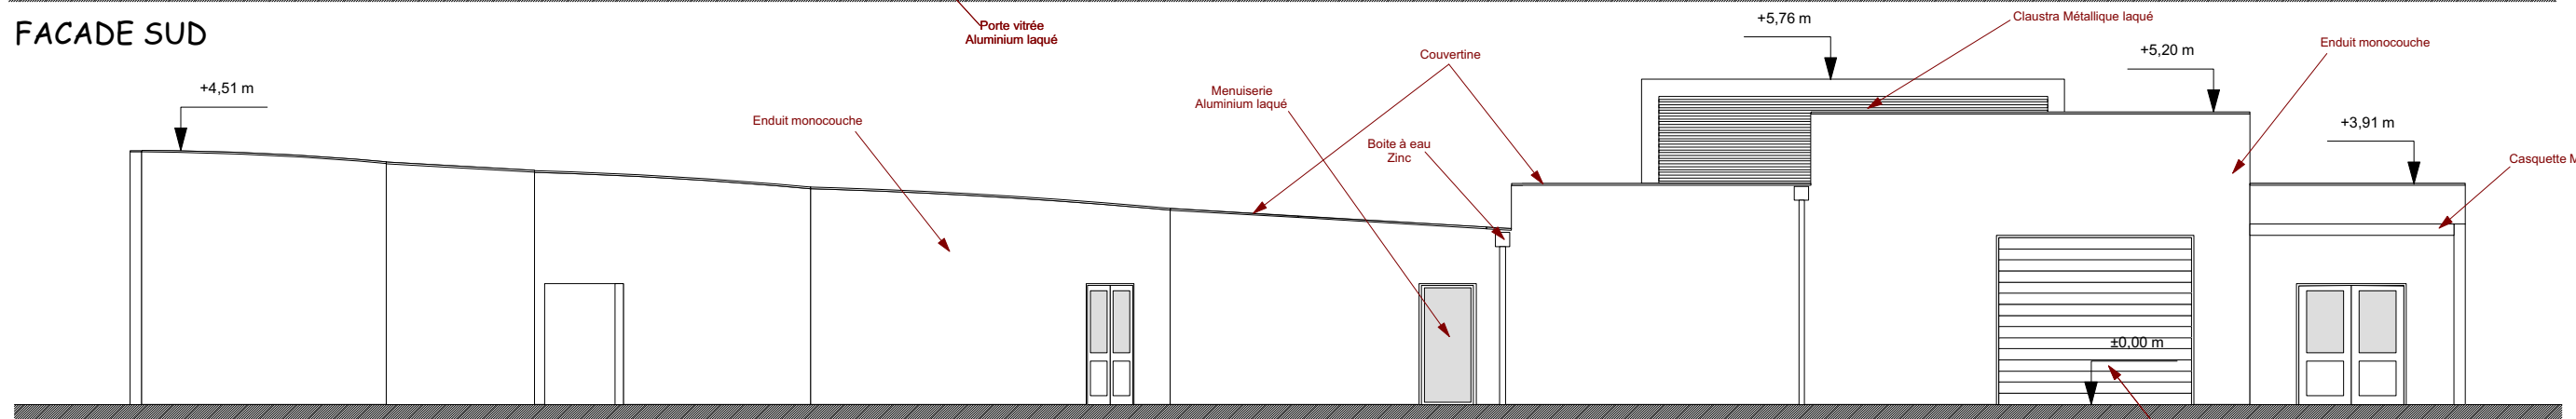 FACADE SUD
Porte vitrée
Aluminium laqué
+5,76 m
Claustra Métallique laqué
+5,20 m
Enduit monocouche
Couvertine
+4,51 m
Menuiserie
Aluminium laqué
Enduit monocouche
+3,91 m
Boite à eau
Zinc
Casquette M
±0,00 m